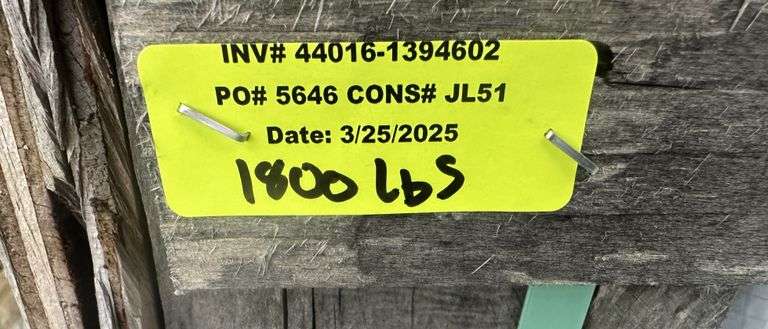 INV# 44016-1394602
PO# 5646 CONS# JL51
Date: 3/25/2025
1800 lbS